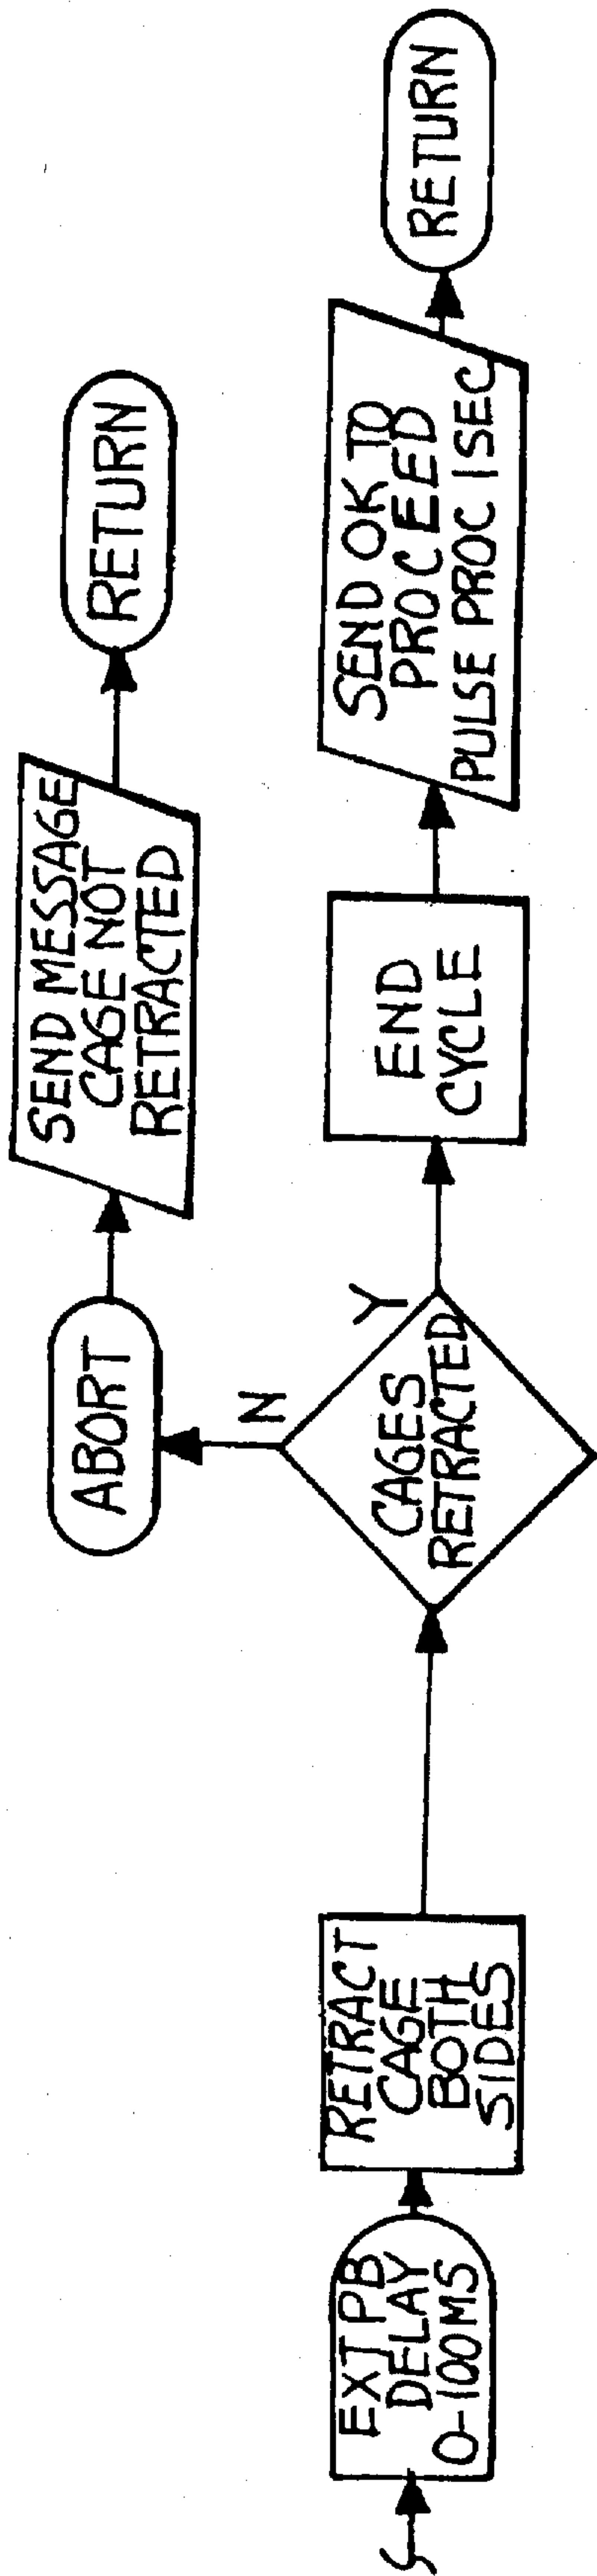 EXT PB
DELAY
0-100MS
RETRACT
CAGE
BOTH
SIDES
CAGES
RETRACTED
N
Y
ABORT
SEND MESSAGE
CAGE NOT
RETRACTED
RETURN
END
CYCLE
SEND OK TO
PROCEED
PULSE PROC 1SEC
RETURN